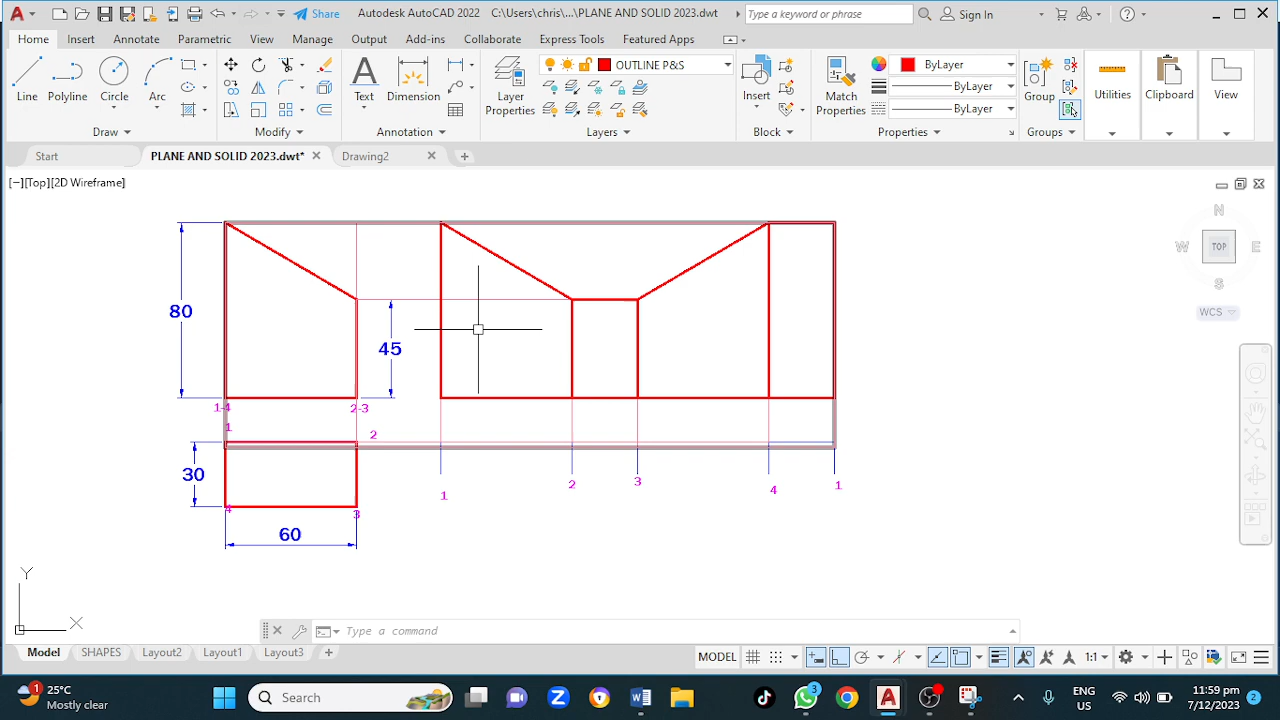 Share
Autodesk AutoCAD 2022 C:\Users\chris\...\PLANE AND SOLID 2023.dwt
Type a keyword or phrase
Sign In
Home Insert Annotate Parametric View Manage Output Add-ins Collaborate Express Tools Featured Apps
OUTLINE P&S
ByLayer
ByLayer
ByLayer
Line Polyline Circle Arc
Text Dimension
Layer Properties
Insert
Match Properties
Group
Utilities Clipboard View
Draw Modify Annotation Layers Block Properties Groups
Start PLANE AND SOLID 2023.dwt* Drawing2
[−][Top][2D Wireframe]
N
W TOP E
S
WCS
80
45
1-4 2-3
1 2
30
4 3
60
1 2 3 4 1
Y
X
Type a command
Model SHAPES Layout2 Layout1 Layout3
MODEL 1:1
1 25°C
Mostly clear
Search
3
ENG
US
11:59 pm
7/12/2023
2